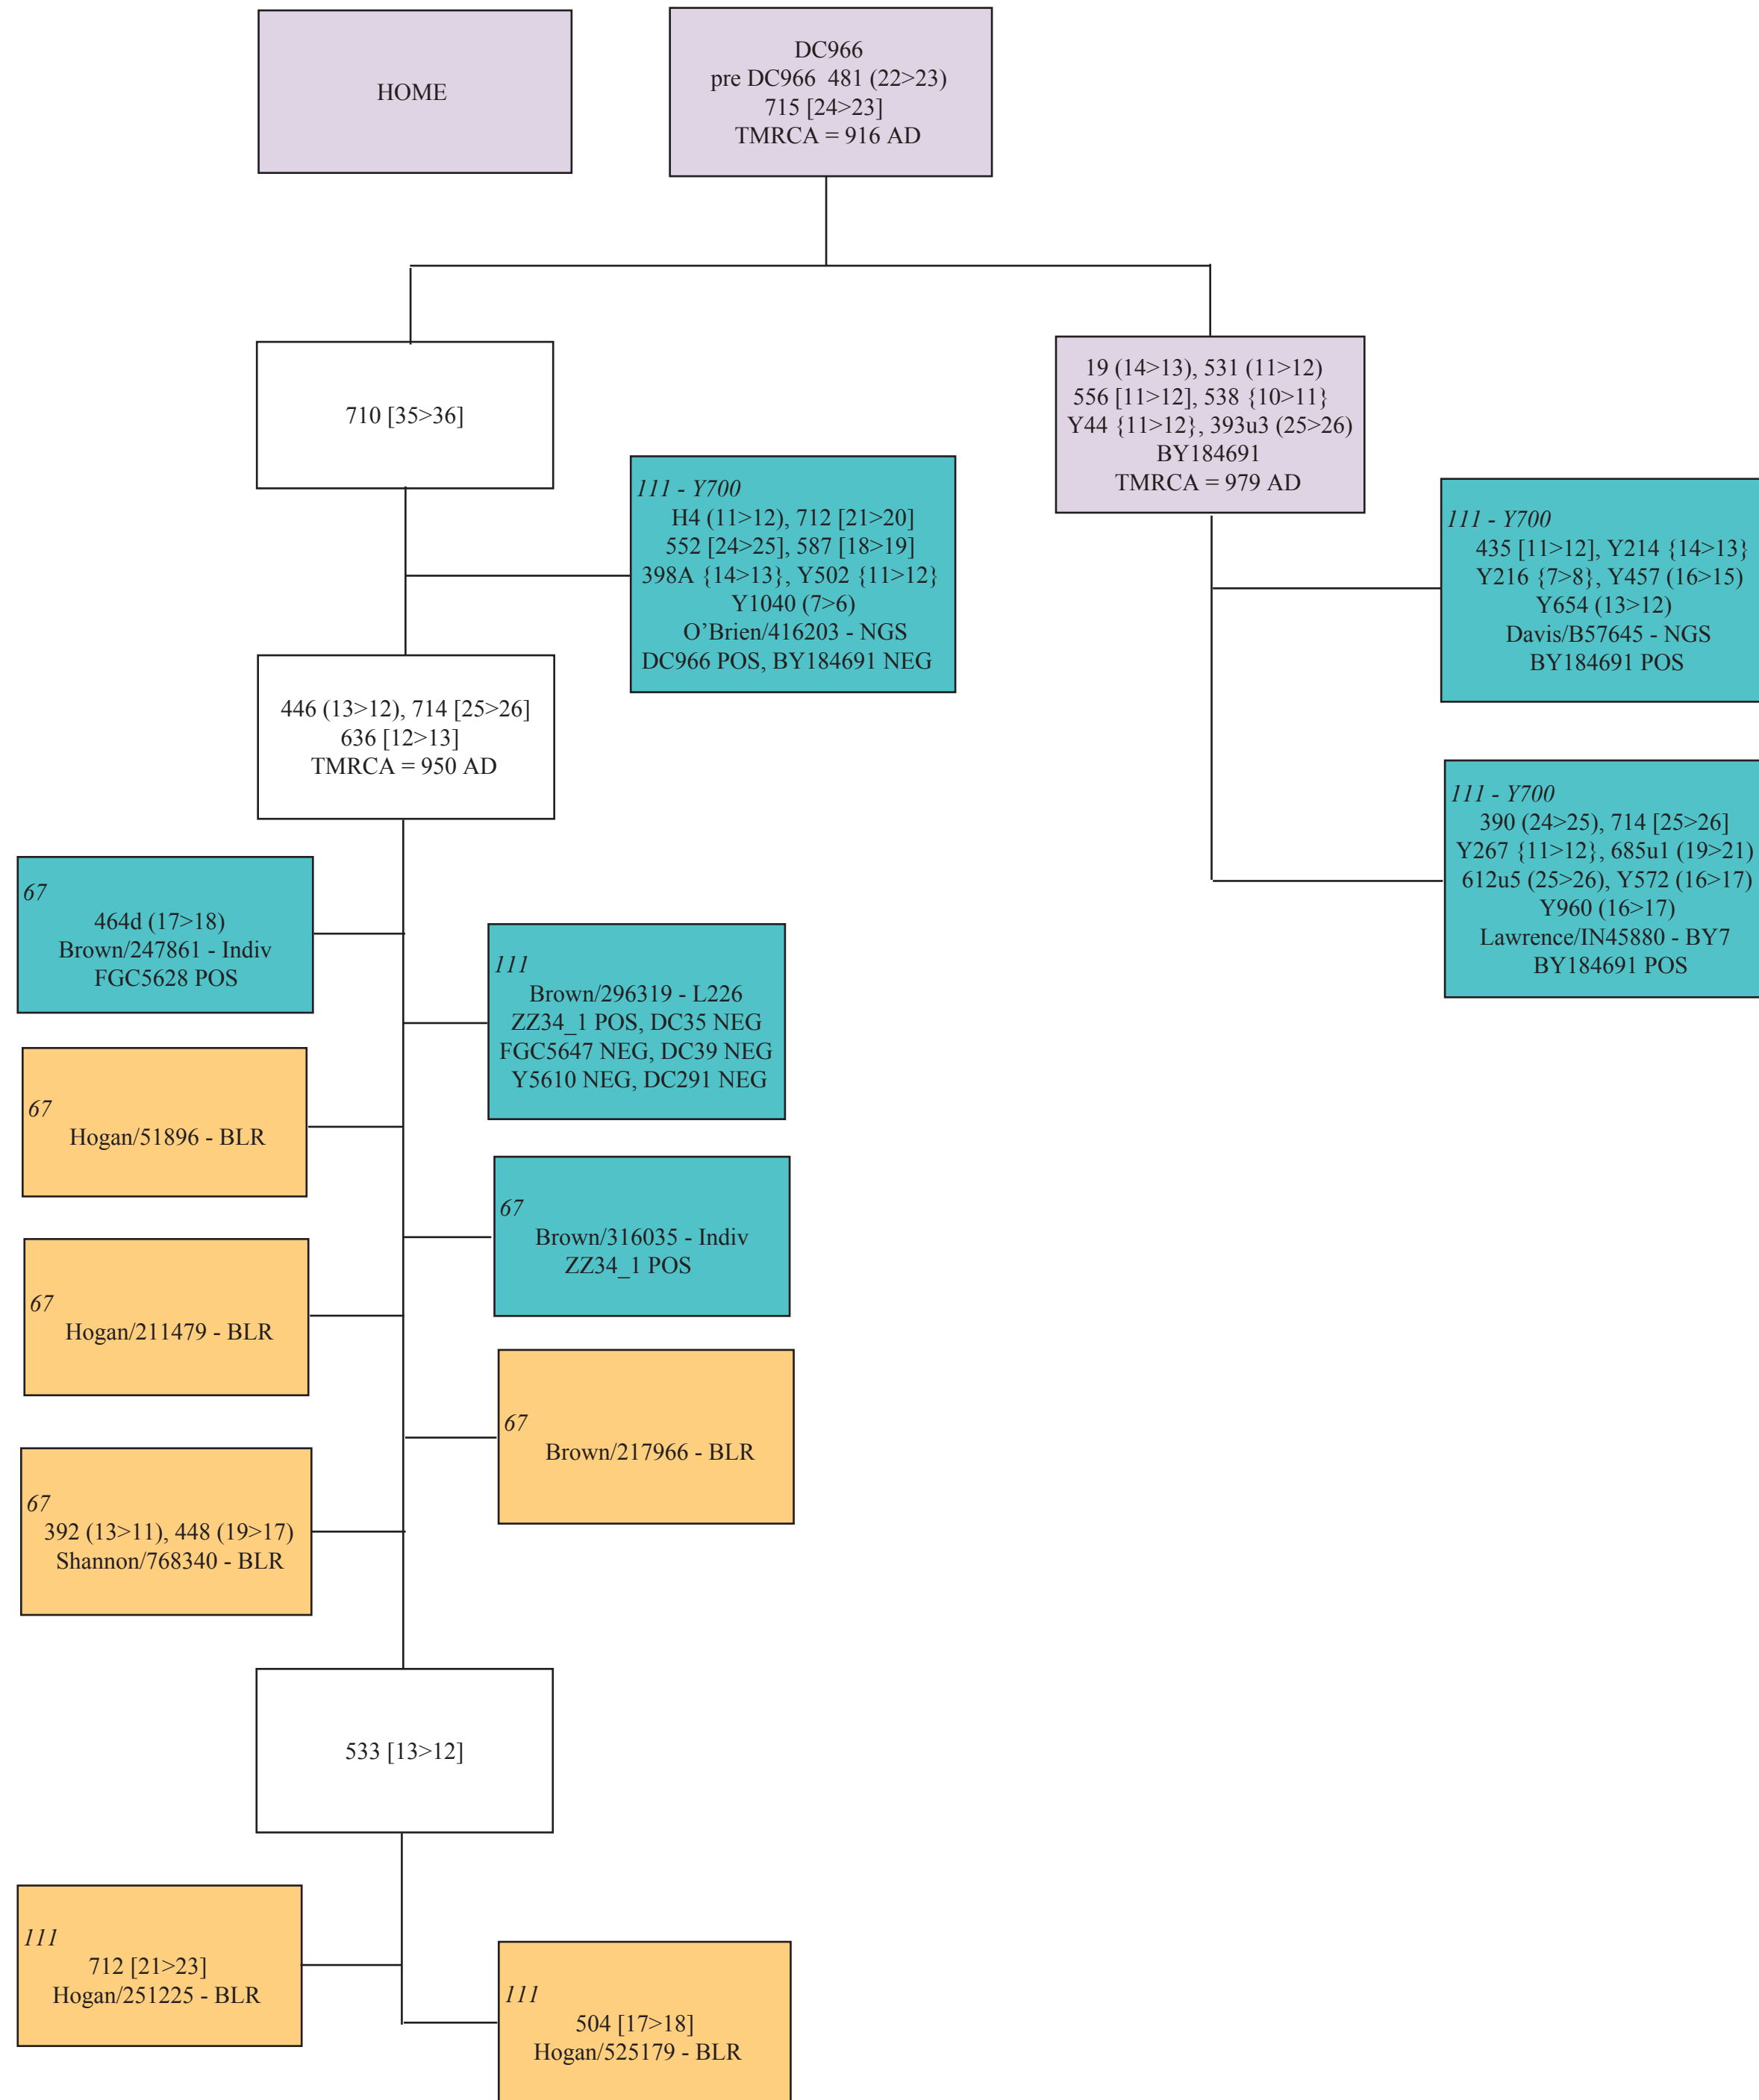 HOME
DC966
pre DC966  481 (22>23)
715 [24>23]
TMRCA = 916 AD
710 [35>36]
19 (14>13), 531 (11>12)
556 [11>12], 538 {10>11}
Y44 {11>12}, 393u3 (25>26)
BY184691
TMRCA = 979 AD
111 - Y700
H4 (11>12), 712 [21>20]
552 [24>25], 587 [18>19]
398A {14>13}, Y502 {11>12}
Y1040 (7>6)
O’Brien/416203 - NGS
DC966 POS, BY184691 NEG
111 - Y700
435 [11>12], Y214 {14>13}
Y216 {7>8}, Y457 (16>15)
Y654 (13>12)
Davis/B57645 - NGS
BY184691 POS
446 (13>12), 714 [25>26]
636 [12>13]
TMRCA = 950 AD
111 - Y700
390 (24>25), 714 [25>26]
Y267 {11>12}, 685u1 (19>21)
612u5 (25>26), Y572 (16>17)
Y960 (16>17)
Lawrence/IN45880 - BY7
BY184691 POS
67
464d (17>18)
Brown/247861 - Indiv
FGC5628 POS
111
Brown/296319 - L226
ZZ34_1 POS, DC35 NEG
FGC5647 NEG, DC39 NEG
Y5610 NEG, DC291 NEG
67
Hogan/51896 - BLR
67
Brown/316035 - Indiv
ZZ34_1 POS
67
Hogan/211479 - BLR
67
Brown/217966 - BLR
67
392 (13>11), 448 (19>17)
Shannon/768340 - BLR
533 [13>12]
111
712 [21>23]
Hogan/251225 - BLR
111
504 [17>18]
Hogan/525179 - BLR